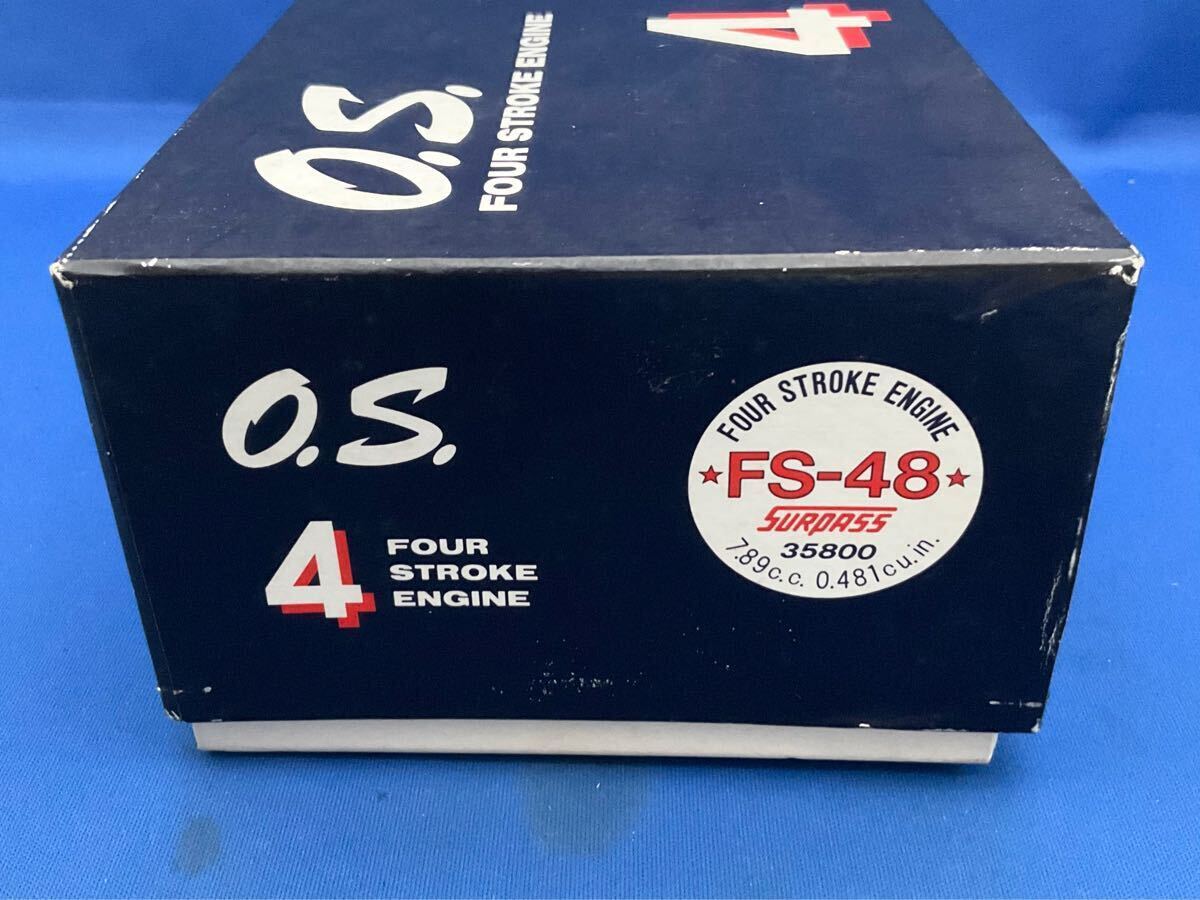 O.S.
FOUR STROKE ENGINE
4
O.S.
4
FOUR
STROKE
ENGINE
FOUR STROKE ENGINE
★FS-48★
SURPASS
35800
7.89c.c. 0.481cu.in.